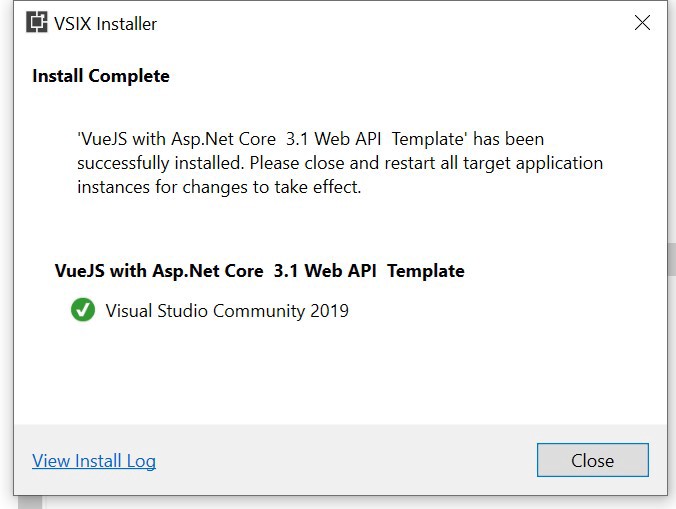 VSIX Installer
Install Complete
'VueJS with Asp.Net Core  3.1 Web API  Template' has been
successfully installed. Please close and restart all target application
instances for changes to take effect.
VueJS with Asp.Net Core  3.1 Web API  Template
Visual Studio Community 2019
View Install Log
Close